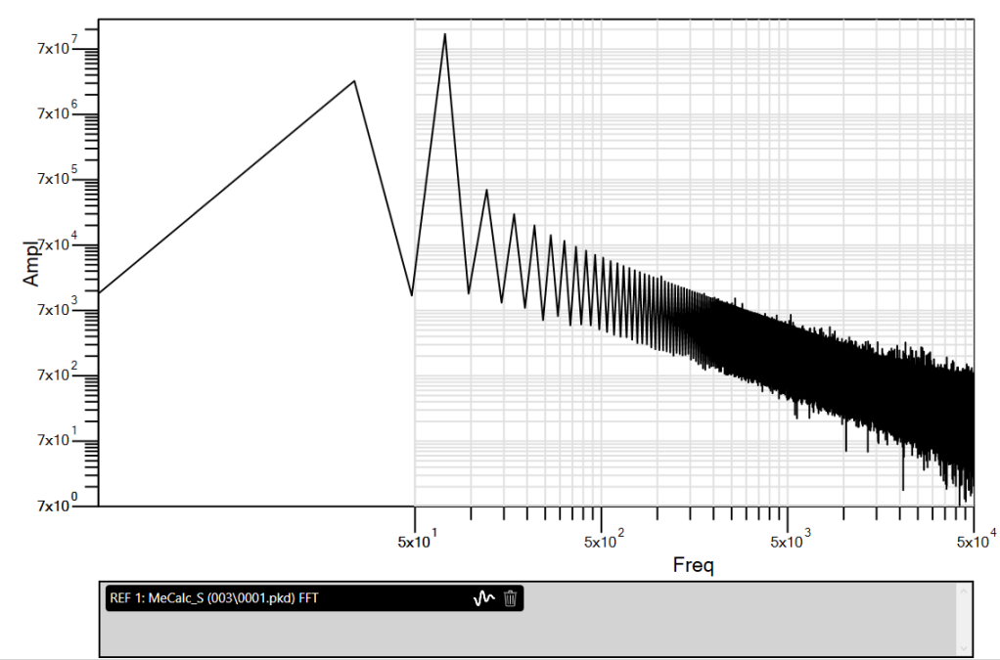 7x10^7
7x10^6
7x10^5
7x10^4
7x10^3
7x10^2
7x10^1
7x10^0
Ampl
5x10^1 5x10^2 5x10^3 5x10^4
Freq
REF 1: MeCalc_S (003\0001.pkd) FFT